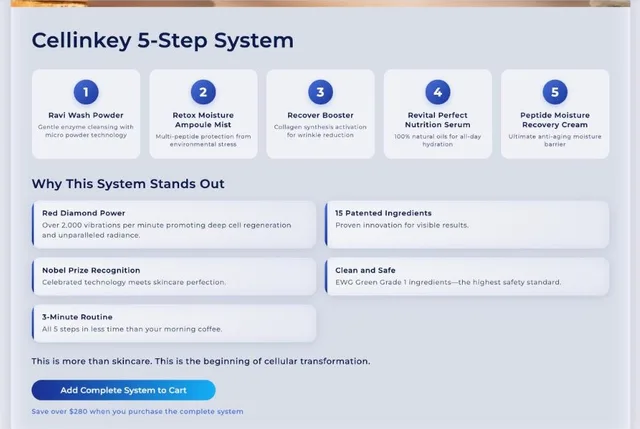 Cellinkey 5-Step System
1
Ravi Wash Powder
Gentle enzyme cleansing with
micro powder technology
2
Retox Moisture
Ampoule Mist
Multi-peptide protection from
environmental stress
3
Recover Booster
Collagen synthesis activation
for wrinkle reduction
4
Revital Perfect
Nutrition Serum
100% natural oils for all-day
hydration
5
Peptide Moisture
Recovery Cream
Ultimate anti-aging moisture
barrier
Why This System Stands Out
Red Diamond Power
Over 2,000 vibrations per minute promoting deep cell regeneration
and unparalleled radiance.
15 Patented Ingredients
Proven innovation for visible results.
Nobel Prize Recognition
Celebrated technology meets skincare perfection.
Clean and Safe
EWG Green Grade 1 ingredients—the highest safety standard.
3-Minute Routine
All 5 steps in less time than your morning coffee.
This is more than skincare. This is the beginning of cellular transformation.
Add Complete System to Cart
Save over $280 when you purchase the complete system